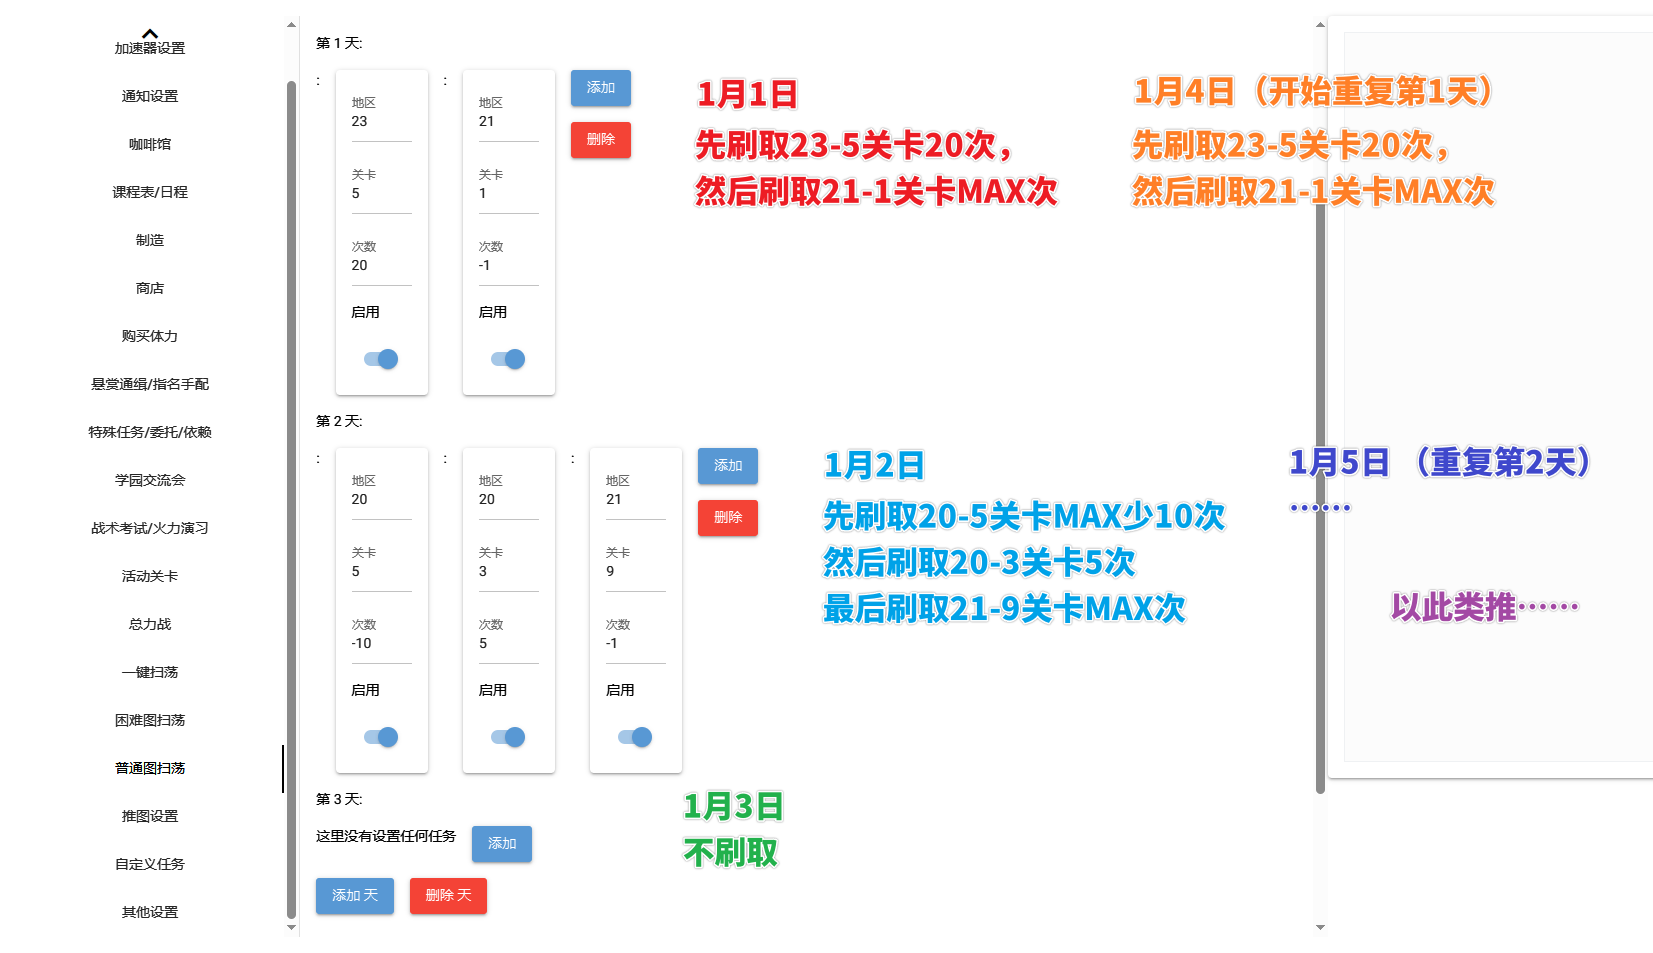 加速器设置
通知设置
咖啡馆
课程表/日程
制造
商店
购买体力
悬赏通缉/指名手配
特殊任务/委托/依赖
学园交流会
战术考试/火力演习
活动关卡
总力战
一键扫荡
困难图扫荡
普通图扫荡
推图设置
自定义任务
其他设置
第 1 天:
:
地区
23
关卡
5
次数
20
启用
:
地区
21
关卡
1
次数
-1
启用
添加
删除
1月1日
先刷取23-5关卡20次，
然后刷取21-1关卡MAX次
1月4日（开始重复第1天）
先刷取23-5关卡20次，
然后刷取21-1关卡MAX次
第 2 天:
:
地区
20
关卡
5
次数
-10
启用
:
地区
20
关卡
3
次数
5
启用
:
地区
21
关卡
9
次数
-1
启用
添加
删除
1月2日
先刷取20-5关卡MAX少10次
然后刷取20-3关卡5次
最后刷取21-9关卡MAX次
1月5日（重复第2天）
……
以此类推……
第 3 天:
这里没有设置任何任务
添加
1月3日
不刷取
添加 天
删除 天